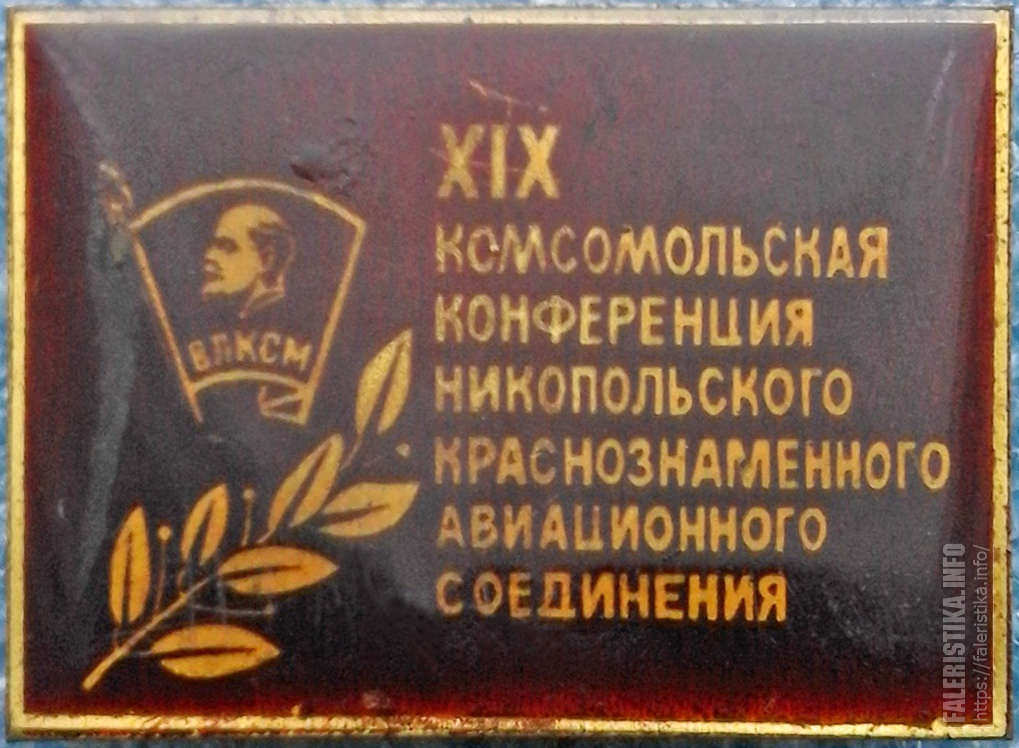 XIX
КОМСОМОЛЬСКАЯ
КОНФЕРЕНЦИЯ
НИКОПОЛЬСКОГО
КРАСНОЗНАМЕННОГО
АВИАЦИОННОГО
СОЕДИНЕНИЯ
ВЛКСМ
FALERISTIKA.INFO
https://faleristika.info/